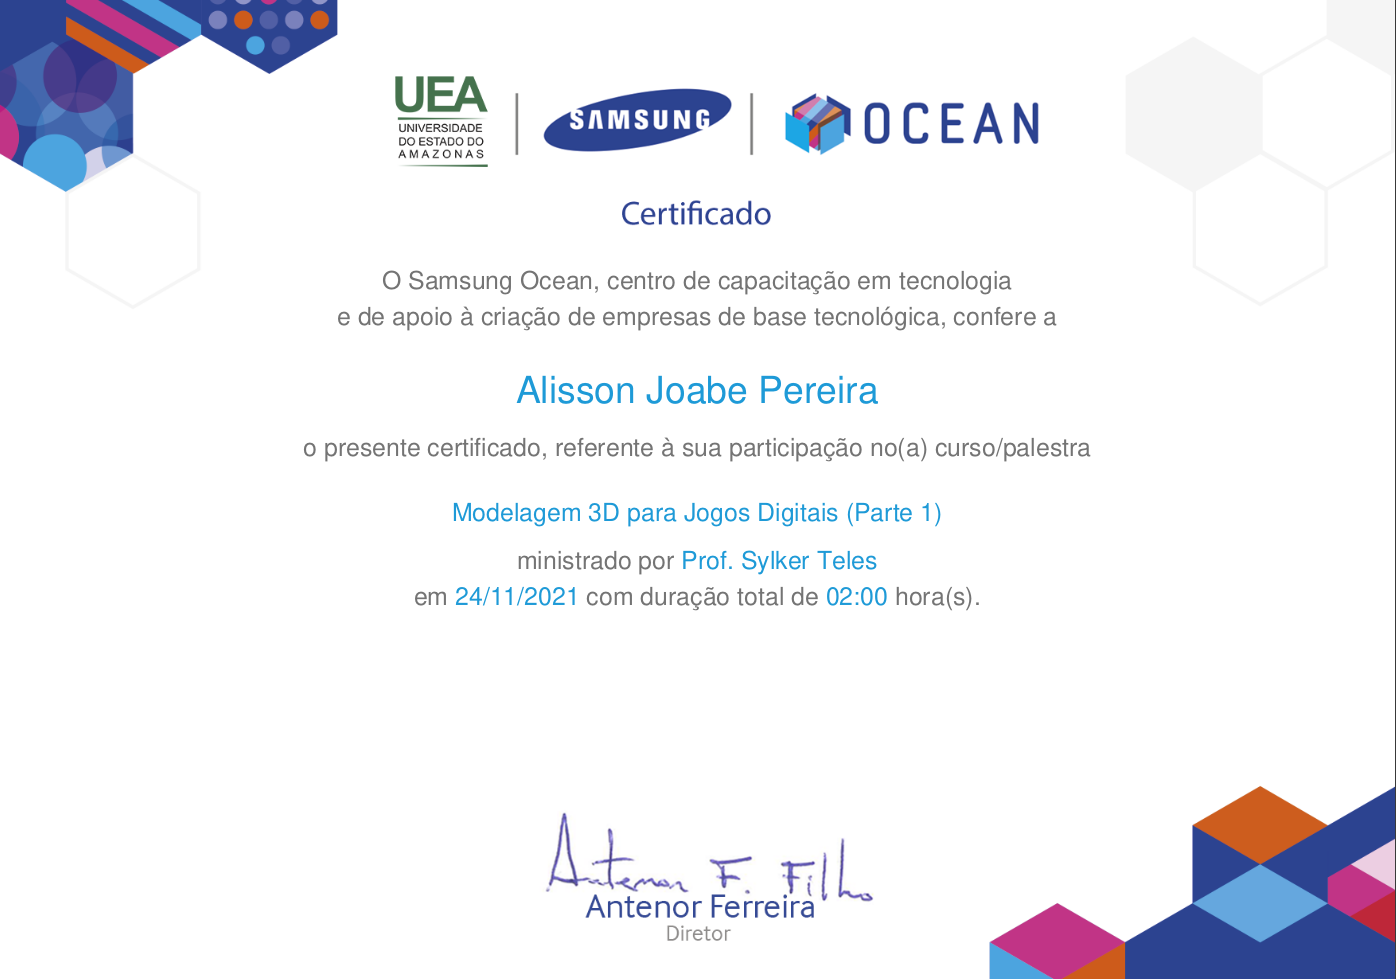 UEA
UNIVERSIDADE
DO ESTADO DO
AMAZONAS
SAMSUNG
OCEAN
Certificado
O Samsung Ocean, centro de capacitação em tecnologia
e de apoio à criação de empresas de base tecnológica, confere a
Alisson Joabe Pereira
o presente certificado, referente à sua participação no(a) curso/palestra
Modelagem 3D para Jogos Digitais (Parte 1)
ministrado por Prof. Sylker Teles
em 24/11/2021 com duração total de 02:00 hora(s).
Antenor F. Filho
Antenor Ferreira
Diretor